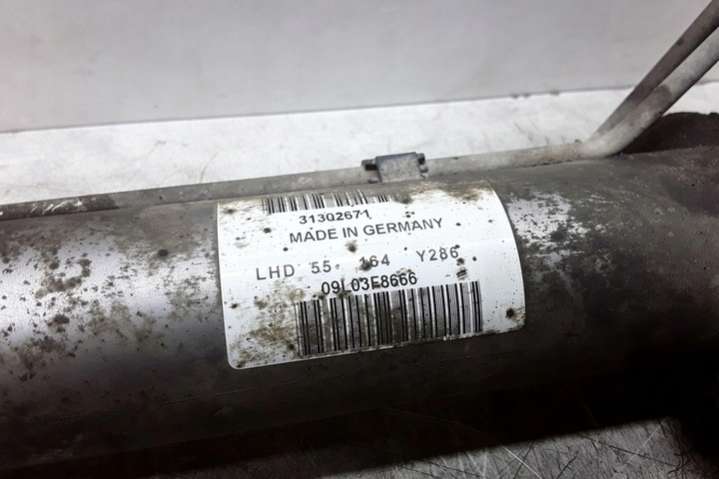 31302671
MADE IN GERMANY
LHD 55 164 Y286
09L03E8666